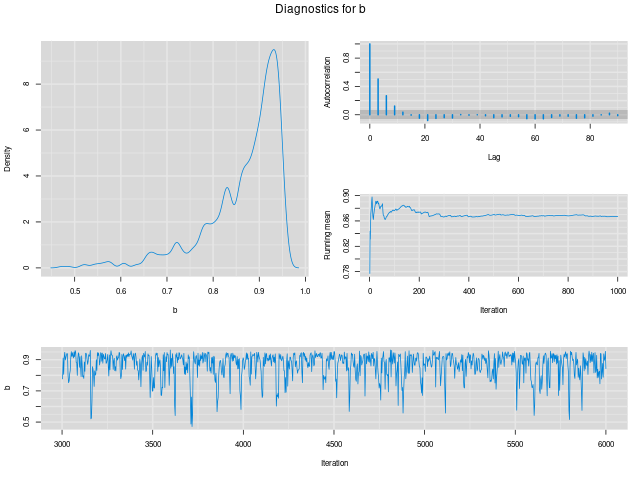 Diagnostics for b
Density
8
6
4
2
0
0.5 0.6 0.7 0.8 0.9 1.0
b
Autocorrelation
0.8
0.4
0.0
0 20 40 60 80
Lag
Running mean
0.90
0.86
0.82
0.78
0 200 400 600 800 1000
Iteration
b
0.9
0.7
0.5
3000 3500 4000 4500 5000 5500 6000
Iteration